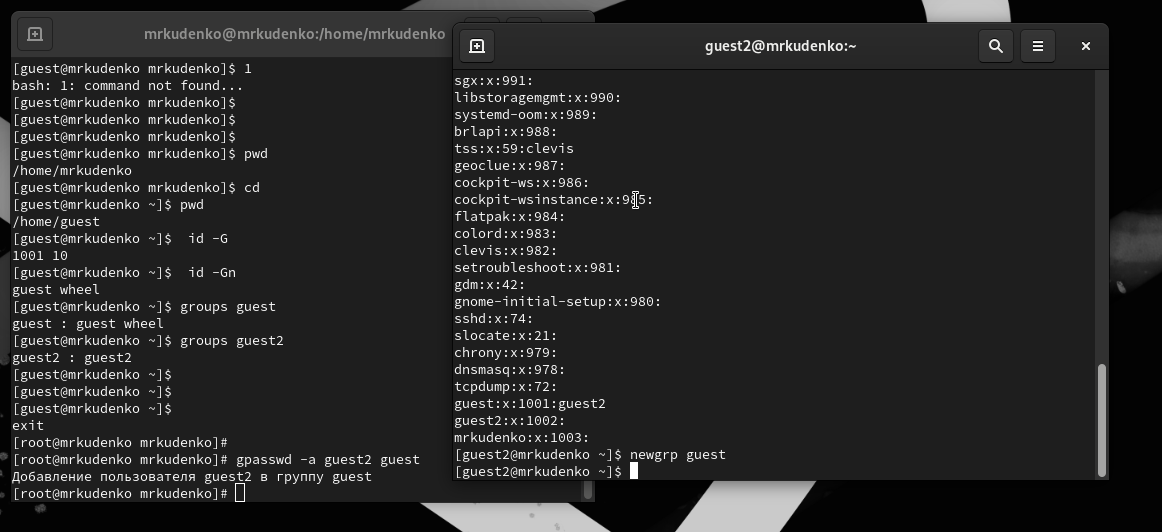 mrkudenko@mrkudenko:/home/mrkudenko
[guest@mrkudenko mrkudenko]$ 1
bash: 1: command not found...
[guest@mrkudenko mrkudenko]$
[guest@mrkudenko mrkudenko]$
[guest@mrkudenko mrkudenko]$
[guest@mrkudenko mrkudenko]$ pwd
/home/mrkudenko
[guest@mrkudenko mrkudenko]$ cd
[guest@mrkudenko ~]$ pwd
/home/guest
[guest@mrkudenko ~]$  id -G
1001 10
[guest@mrkudenko ~]$  id -Gn
guest wheel
[guest@mrkudenko ~]$ groups guest
guest : guest wheel
[guest@mrkudenko ~]$ groups guest2
guest2 : guest2
[guest@mrkudenko ~]$
[guest@mrkudenko ~]$
[guest@mrkudenko ~]$
exit
[root@mrkudenko mrkudenko]#
[root@mrkudenko mrkudenko]# gpasswd -a guest2 guest
Добавление пользователя guest2 в группу guest
[root@mrkudenko mrkudenko]#
guest2@mrkudenko:~
sgx:x:991:
libstoragemgmt:x:990:
systemd-oom:x:989:
brlapi:x:988:
tss:x:59:clevis
geoclue:x:987:
cockpit-ws:x:986:
cockpit-wsinstance:x:985:
flatpak:x:984:
colord:x:983:
clevis:x:982:
setroubleshoot:x:981:
gdm:x:42:
gnome-initial-setup:x:980:
sshd:x:74:
slocate:x:21:
chrony:x:979:
dnsmasq:x:978:
tcpdump:x:72:
guest:x:1001:guest2
guest2:x:1002:
mrkudenko:x:1003:
[guest2@mrkudenko ~]$ newgrp guest
[guest2@mrkudenko ~]$